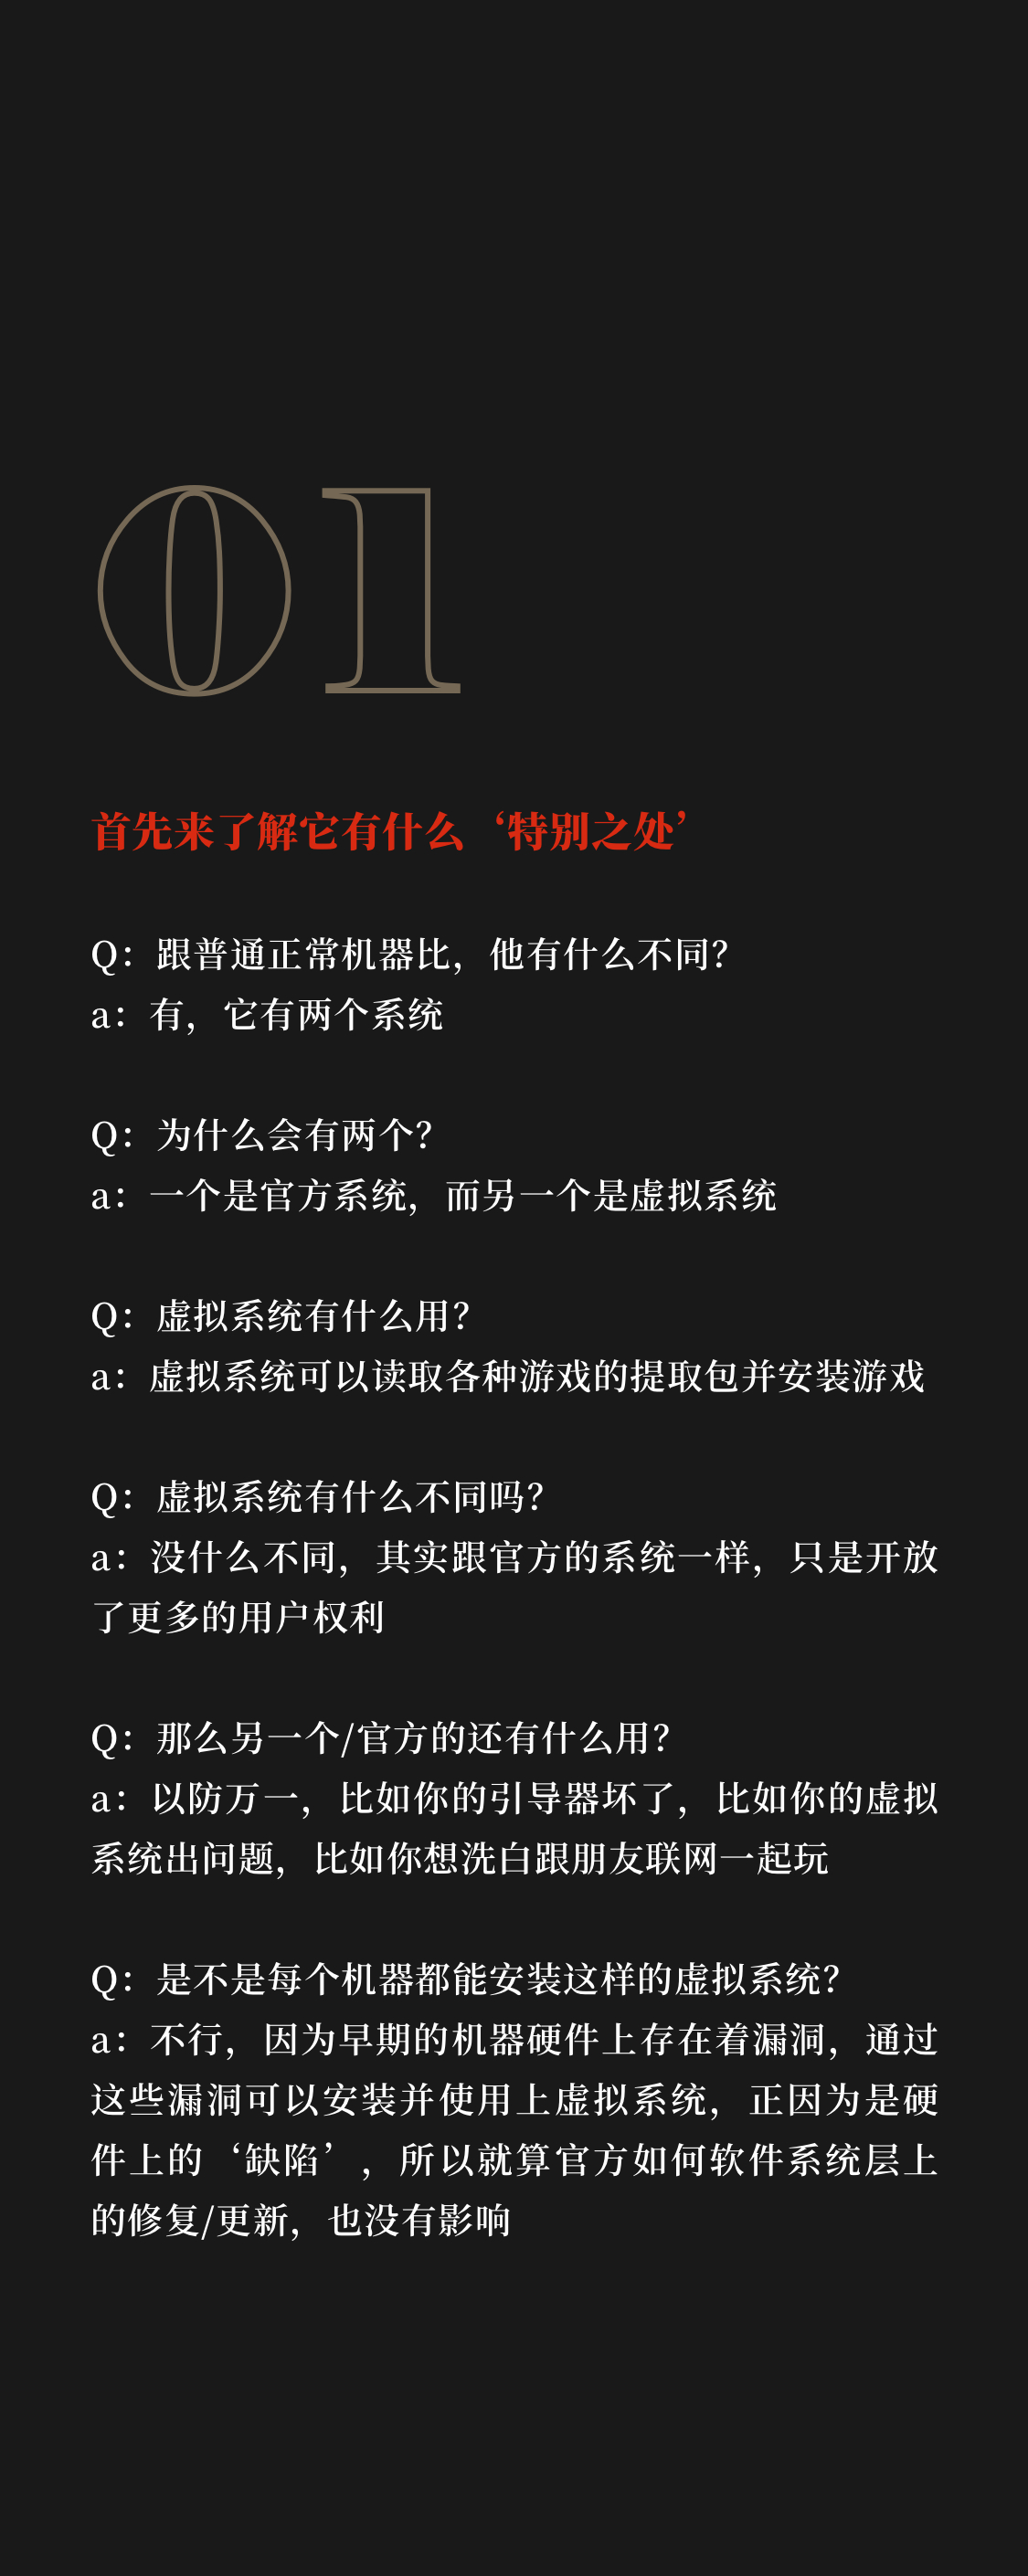 01
首先来了解它有什么‘特别之处’
Q：跟普通正常机器比，他有什么不同？
a：有，它有两个系统
Q：为什么会有两个？
a：一个是官方系统，而另一个是虚拟系统
Q：虚拟系统有什么用？
a：虚拟系统可以读取各种游戏的提取包并安装游戏
Q：虚拟系统有什么不同吗？
a：没什么不同，其实跟官方的系统一样，只是开放
了更多的用户权利
Q：那么另一个/官方的还有什么用？
a：以防万一，比如你的引导器坏了，比如你的虚拟
系统出问题，比如你想洗白跟朋友联网一起玩
Q：是不是每个机器都能安装这样的虚拟系统？
a：不行，因为早期的机器硬件上存在着漏洞，通过
这些漏洞可以安装并使用上虚拟系统，正因为是硬
件上的‘缺陷’，所以就算官方如何软件系统层上
的修复/更新，也没有影响